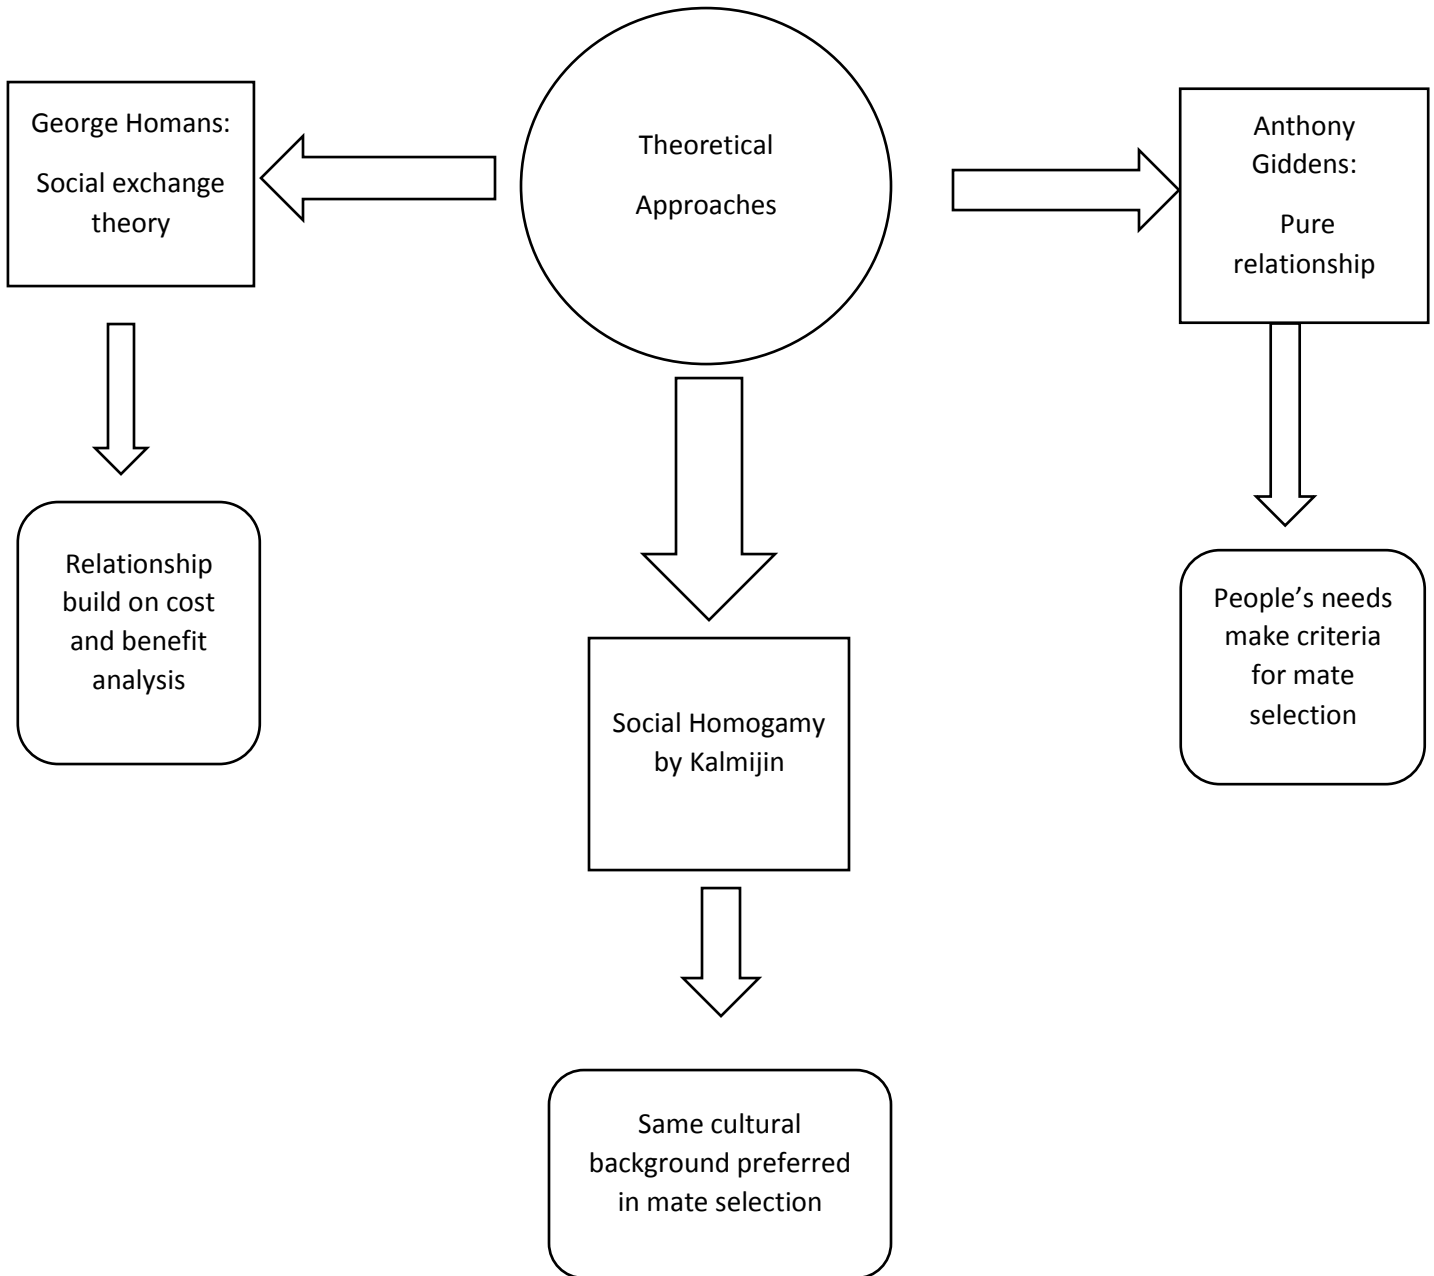 Theoretical
Approaches
George Homans:
Social exchange
theory
Anthony
Giddens:
Pure
relationship
Relationship
build on cost
and benefit
analysis
Social Homogamy
by Kalmijin
People’s needs
make criteria
for mate
selection
Same cultural
background preferred
in mate selection